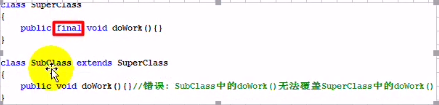 class SuperClass
{
public final void doWork(){}
}
class SubClass extends SuperClass
{
public void doWork(){}//错误: SubClass中的doWork()无法覆盖SuperClass中的doWork()